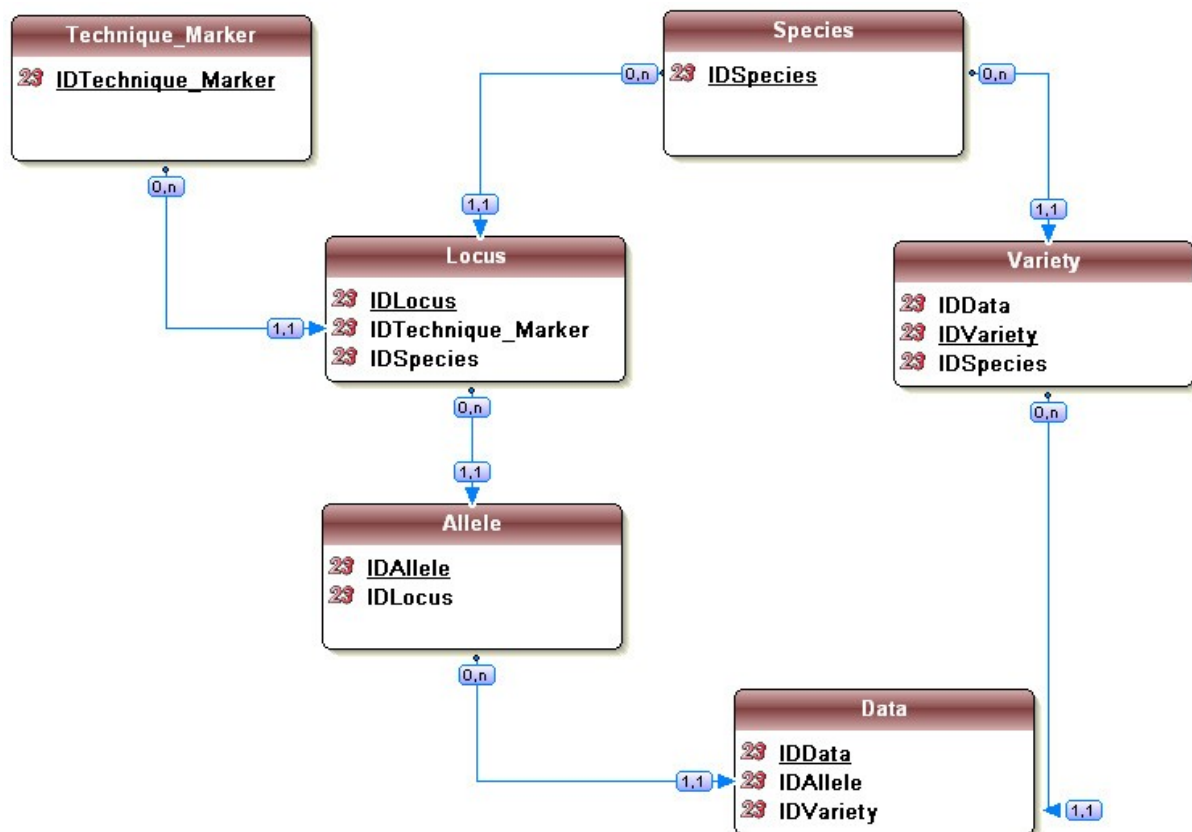 Technique_Marker
23 IDTechnique_Marker
Species
23 IDSpecies
0,n
0,n
0,n
1,1
1,1
1,1
Locus
23 IDLocus
23 IDTechnique_Marker
23 IDSpecies
Variety
23 IDData
23 IDVariety
23 IDSpecies
0,n
0,n
1,1
Allele
23 IDAllele
23 IDLocus
0,n
1,1
Data
23 IDData
23 IDAllele
23 IDVariety
1,1